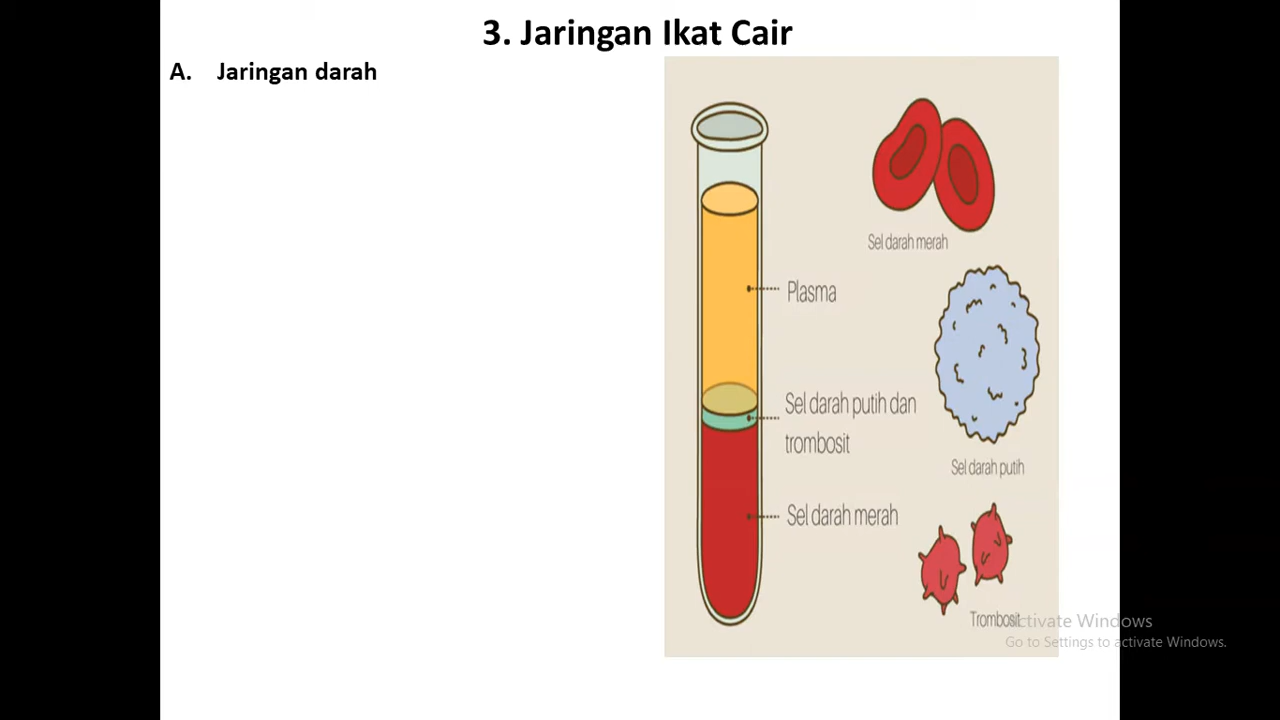 3. Jaringan Ikat Cair
A. Jaringan darah
Sel darah merah
Plasma
Sel darah putih dan
trombosit
Sel darah putih
Sel darah merah
Trombosit
Activate Windows
Go to Settings to activate Windows.